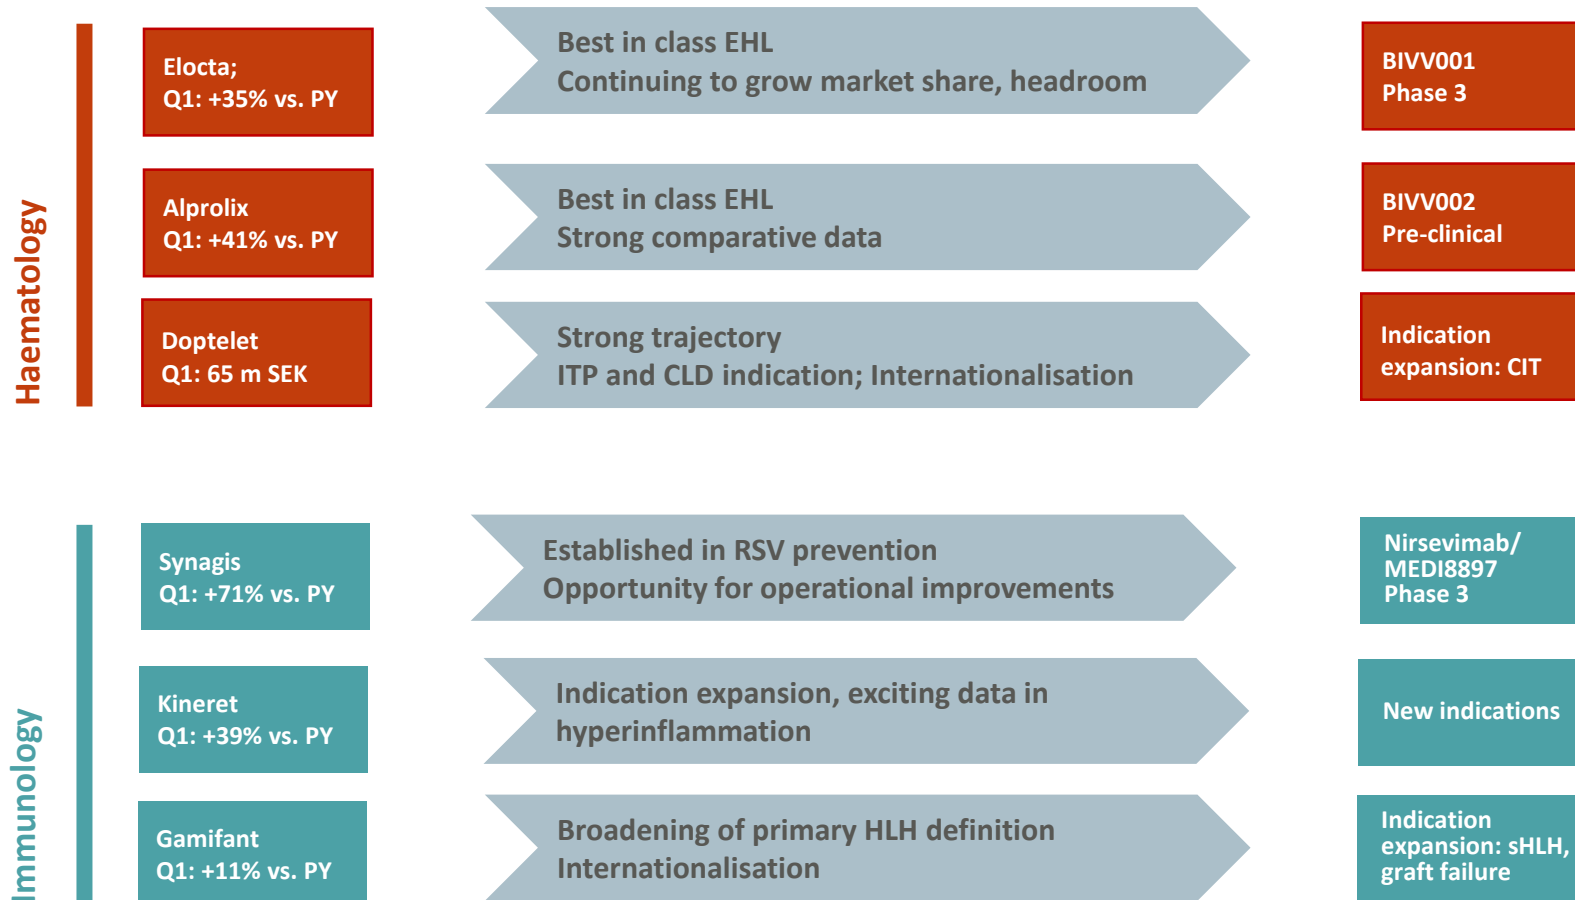 Haematology
Elocta;
Q1: +35% vs. PY
Best in class EHL
Continuing to grow market share, headroom
BIVV001
Phase 3
Alprolix
Q1: +41% vs. PY
Best in class EHL
Strong comparative data
BIVV002
Pre-clinical
Doptelet
Q1: 65 m SEK
Strong trajectory
ITP and CLD indication; Internationalisation
Indication
expansion: CIT
Immunology
Synagis
Q1: +71% vs. PY
Established in RSV prevention
Opportunity for operational improvements
Nirsevimab/
MEDI8897
Phase 3
Kineret
Q1: +39% vs. PY
Indication expansion, exciting data in
hyperinflammation
New indications
Gamifant
Q1: +11% vs. PY
Broadening of primary HLH definition
Internationalisation
Indication
expansion: sHLH,
graft failure